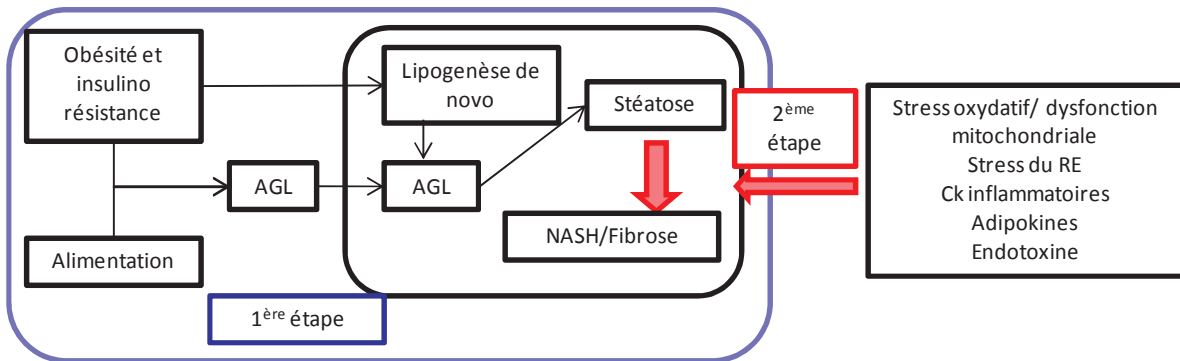 Obésité et
insulino
résistance
Lipogenèse de
novo
Stéatose
2ème
étape
Stress oxydatif/ dysfonction
mitochondriale
Stress du RE
Ck inflammatoires
Adipokines
Endotoxine
AGL
AGL
NASH/Fibrose
Alimentation
1ère étape